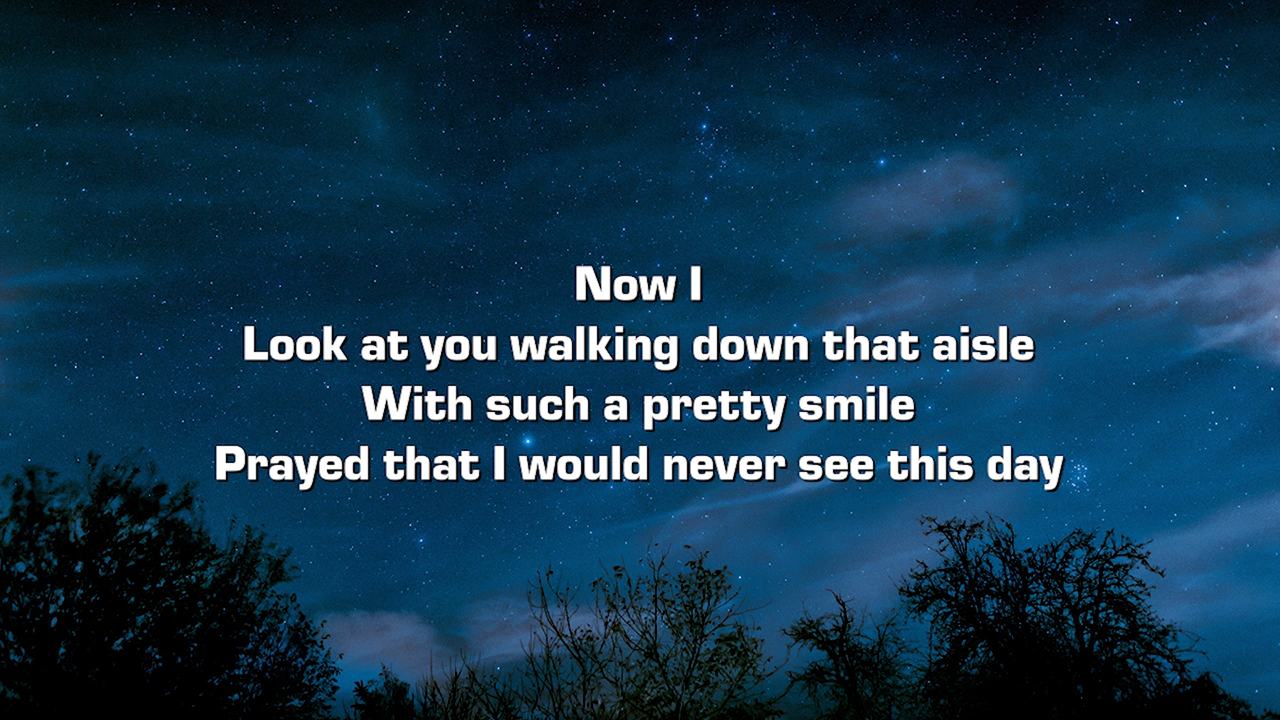 Now I
Look at you walking down that aisle
With such a pretty smile
Prayed that I would never see this day